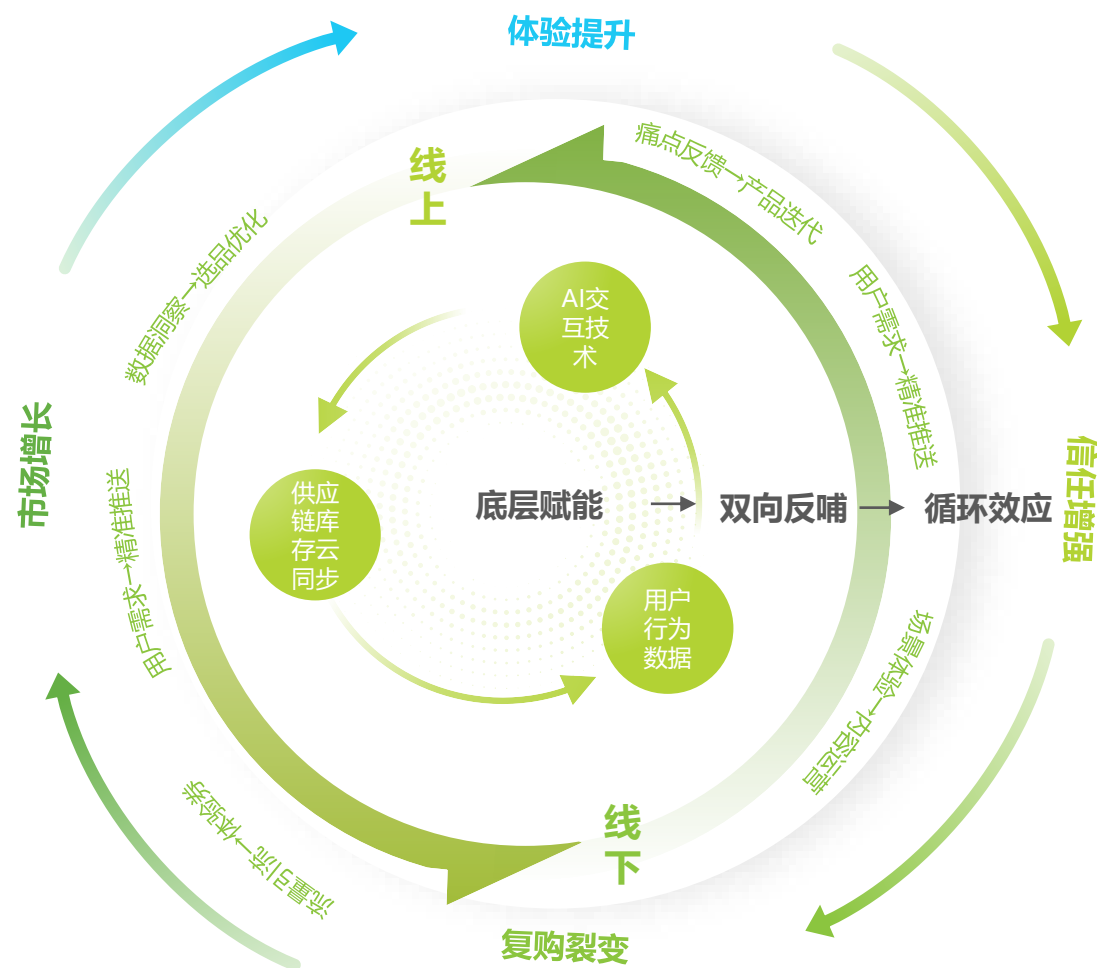 体验提升
线
上
痛点反馈→产品迭代
数据洞察→选品优化
用户需求→精准推送
AI交
互技
术
市场增长
信任增强
供应
链库
存云
同步
底层赋能
双向反哺
循环效应
用户需求→精准推送
用户
行为
数据
场景体验→内容运营
流量引流→体验券
线
下
复购裂变